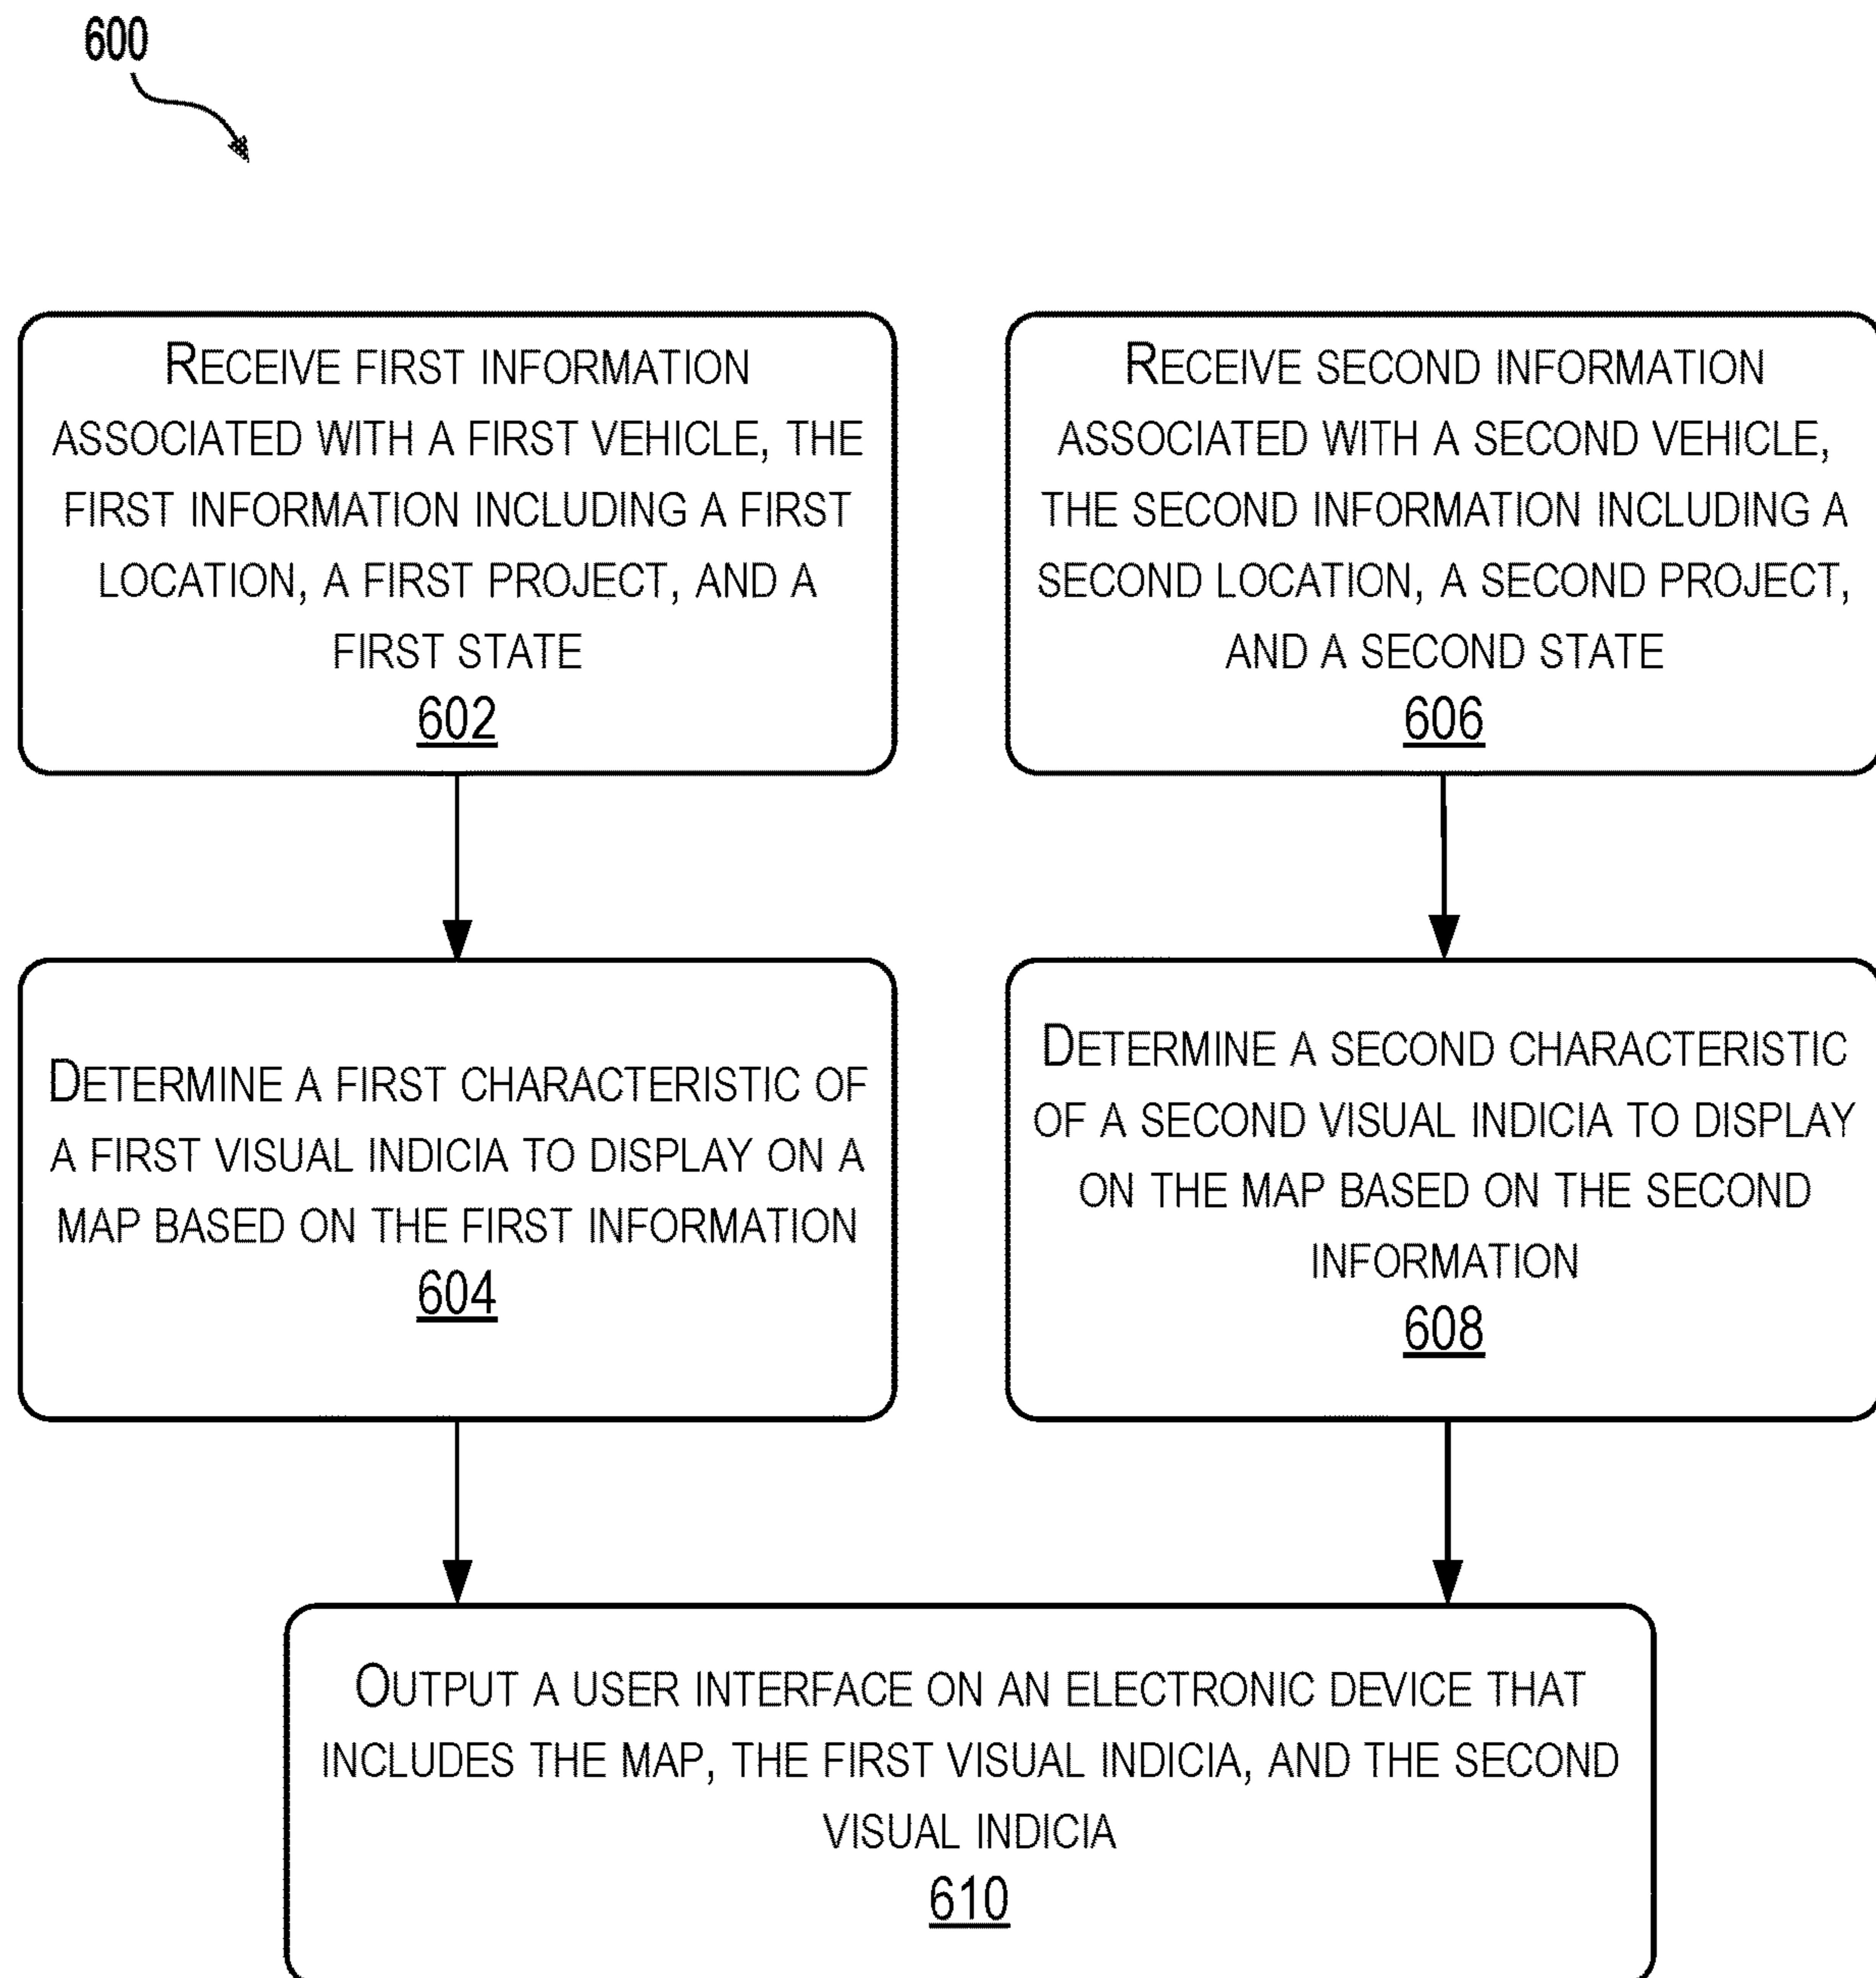 600
RECEIVE FIRST INFORMATION
ASSOCIATED WITH A FIRST VEHICLE, THE
FIRST INFORMATION INCLUDING A FIRST
LOCATION, A FIRST PROJECT, AND A
FIRST STATE
602
RECEIVE SECOND INFORMATION
ASSOCIATED WITH A SECOND VEHICLE,
THE SECOND INFORMATION INCLUDING A
SECOND LOCATION, A SECOND PROJECT,
AND A SECOND STATE
606
DETERMINE A FIRST CHARACTERISTIC OF
A FIRST VISUAL INDICIA TO DISPLAY ON A
MAP BASED ON THE FIRST INFORMATION
604
DETERMINE A SECOND CHARACTERISTIC
OF A SECOND VISUAL INDICIA TO DISPLAY
ON THE MAP BASED ON THE SECOND
INFORMATION
608
OUTPUT A USER INTERFACE ON AN ELECTRONIC DEVICE THAT
INCLUDES THE MAP, THE FIRST VISUAL INDICIA, AND THE SECOND
VISUAL INDICIA
610